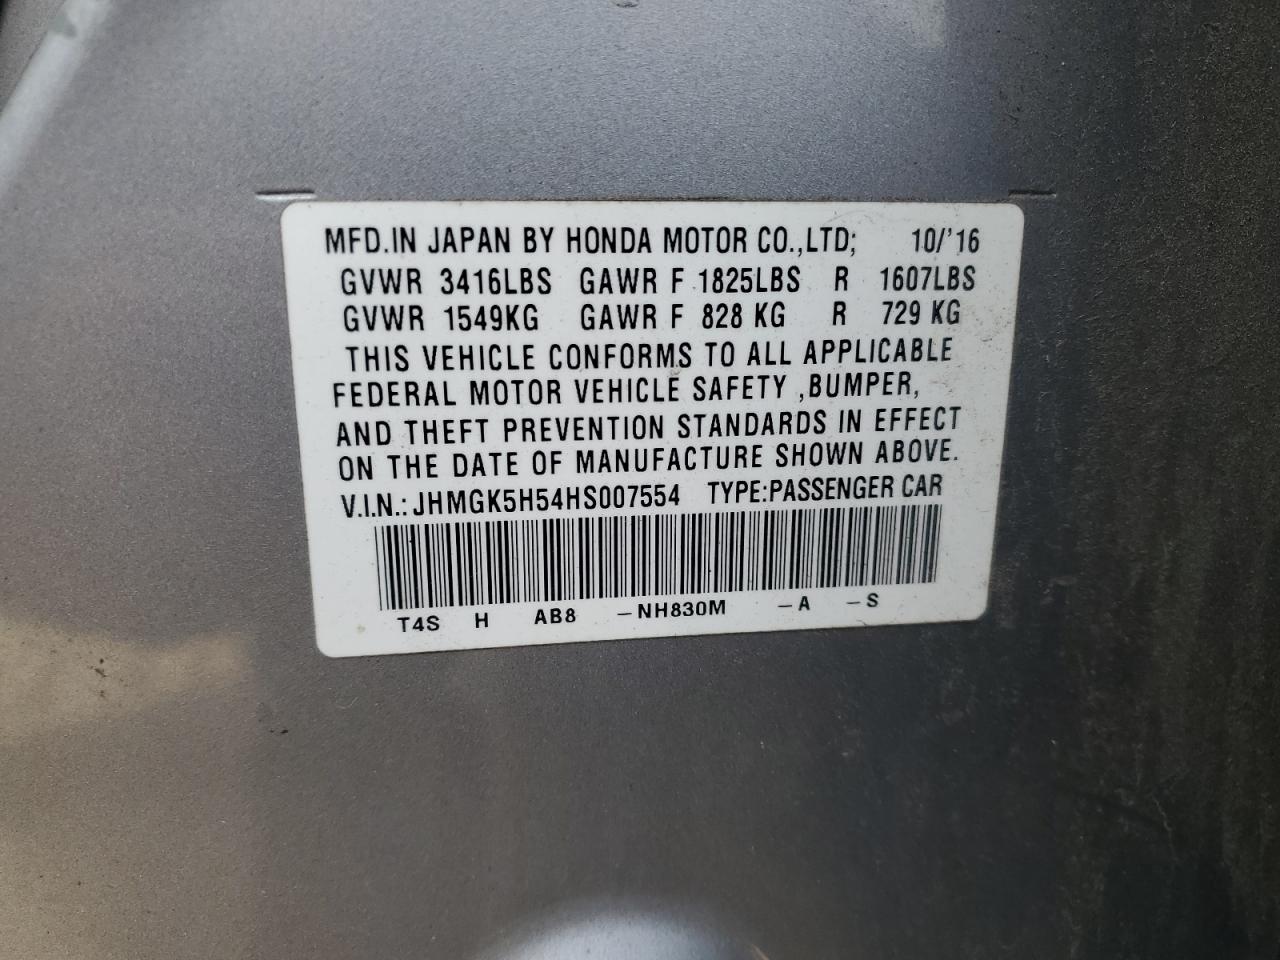 MFD.IN JAPAN BY HONDA MOTOR CO.,LTD; 10/'16
GVWR 3416LBS GAWR F 1825LBS R 1607LBS
GVWR 1549KG GAWR F 828 KG R 729 KG
THIS VEHICLE CONFORMS TO ALL APPLICABLE
FEDERAL MOTOR VEHICLE SAFETY ,BUMPER,
AND THEFT PREVENTION STANDARDS IN EFFECT
ON THE DATE OF MANUFACTURE SHOWN ABOVE.
V.I.N.: JHMGK5H54HS007554 TYPE:PASSENGER CAR
T4S H AB8 -NH830M -A -S